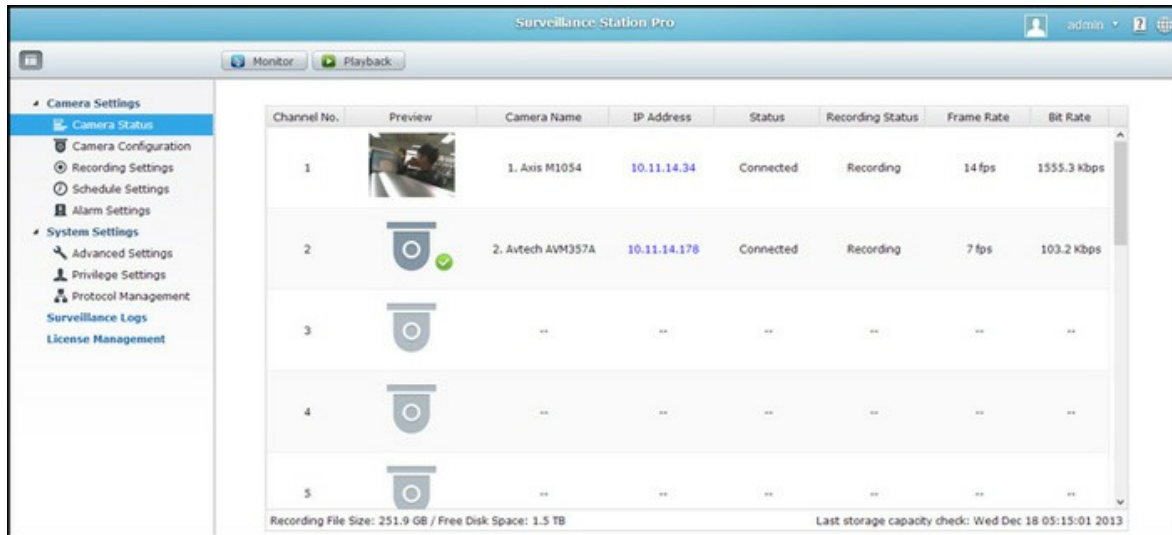 Surveillance Station Pro
admin
Monitor Playback
Camera Settings
Camera Status
Camera Configuration
Recording Settings
Schedule Settings
Alarm Settings
System Settings
Advanced Settings
Privilege Settings
Protocol Management
Surveillance Logs
License Management
Channel No. Preview Camera Name IP Address Status Recording Status Frame Rate Bit Rate
1 1. Axis M1054 10.11.14.34 Connected Recording 14 fps 1555.3 Kbps
2 2. Avtech AVM357A 10.11.14.178 Connected Recording 7 fps 103.2 Kbps
3 -- -- -- -- -- --
4 -- -- -- -- -- --
5 -- -- -- -- -- --
Recording File Size: 251.9 GB / Free Disk Space: 1.5 TB Last storage capacity check: Wed Dec 18 05:15:01 2013